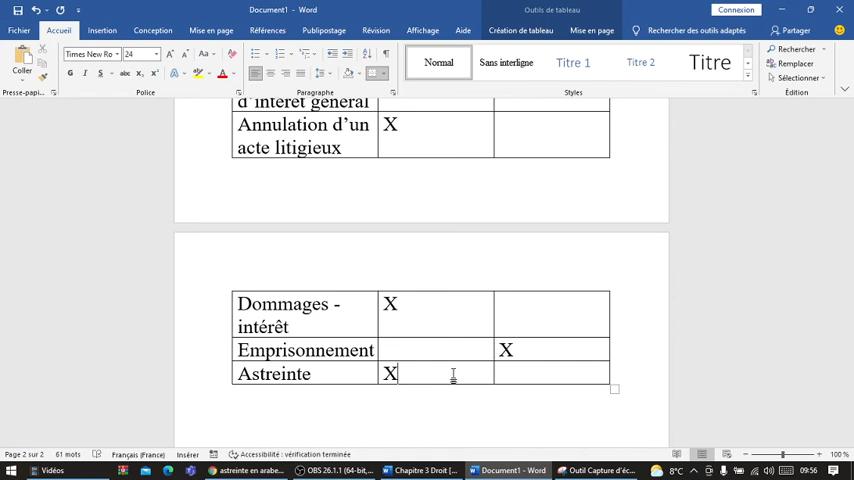 Document1 - Word
Outils de tableau
Connexion
Fichier
Accueil
Insertion
Conception
Mise en page
Références
Publipostage
Révision
Affichage
Aide
Création de tableau
Mise en page
Rechercher des outils adaptés
Partager
Coller
Times New Ro
24
Aa
G I S abc X₂ X²
Normal
Sans interligne
Titre 1
Titre 2
Titre
Rechercher
Remplacer
Sélectionner
Presse-papi...
Police
Paragraphe
Styles
Édition
d’intérêt général
Annulation d’un X
acte litigieux
Dommages - X
intérêt
Emprisonnement X
Astreinte X
Page 2 sur 2
61 mots
Français (France)
Insérer
Accessibilité : vérification terminée
100 %
Vidéos
astreinte en arabe...
OBS 26.1.1 (64-bit,...
Chapitre 3 Droit [...
Document1 - Word
Outil Capture d’éc...
8°C
09:56